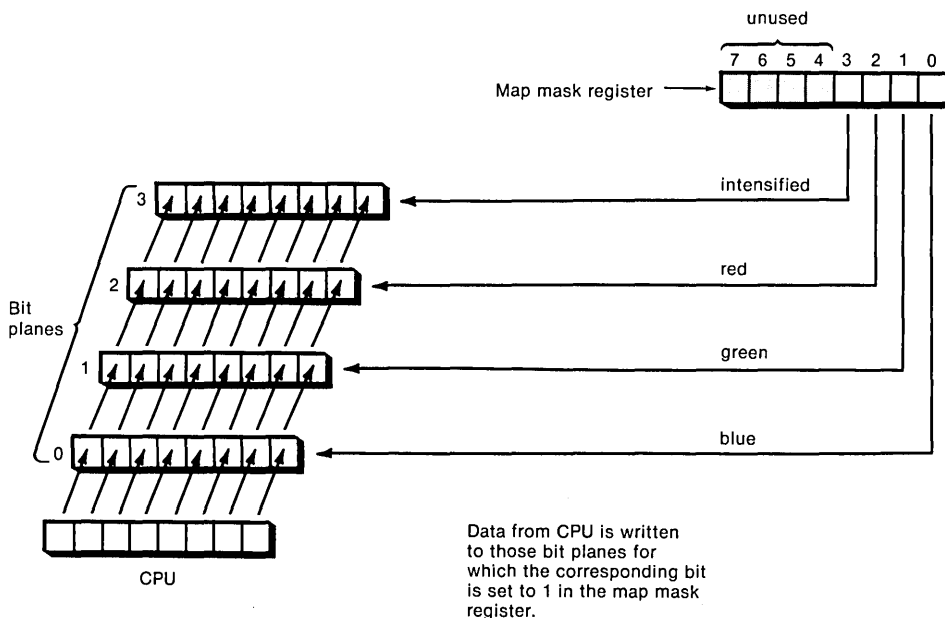 unused
7 6 5 4 3 2 1 0
Map mask register
intensified
3
red
2
Bit
planes
green
1
blue
0
CPU
Data from CPU is written
to those bit planes for
which the corresponding bit
is set to 1 in the map mask
register.